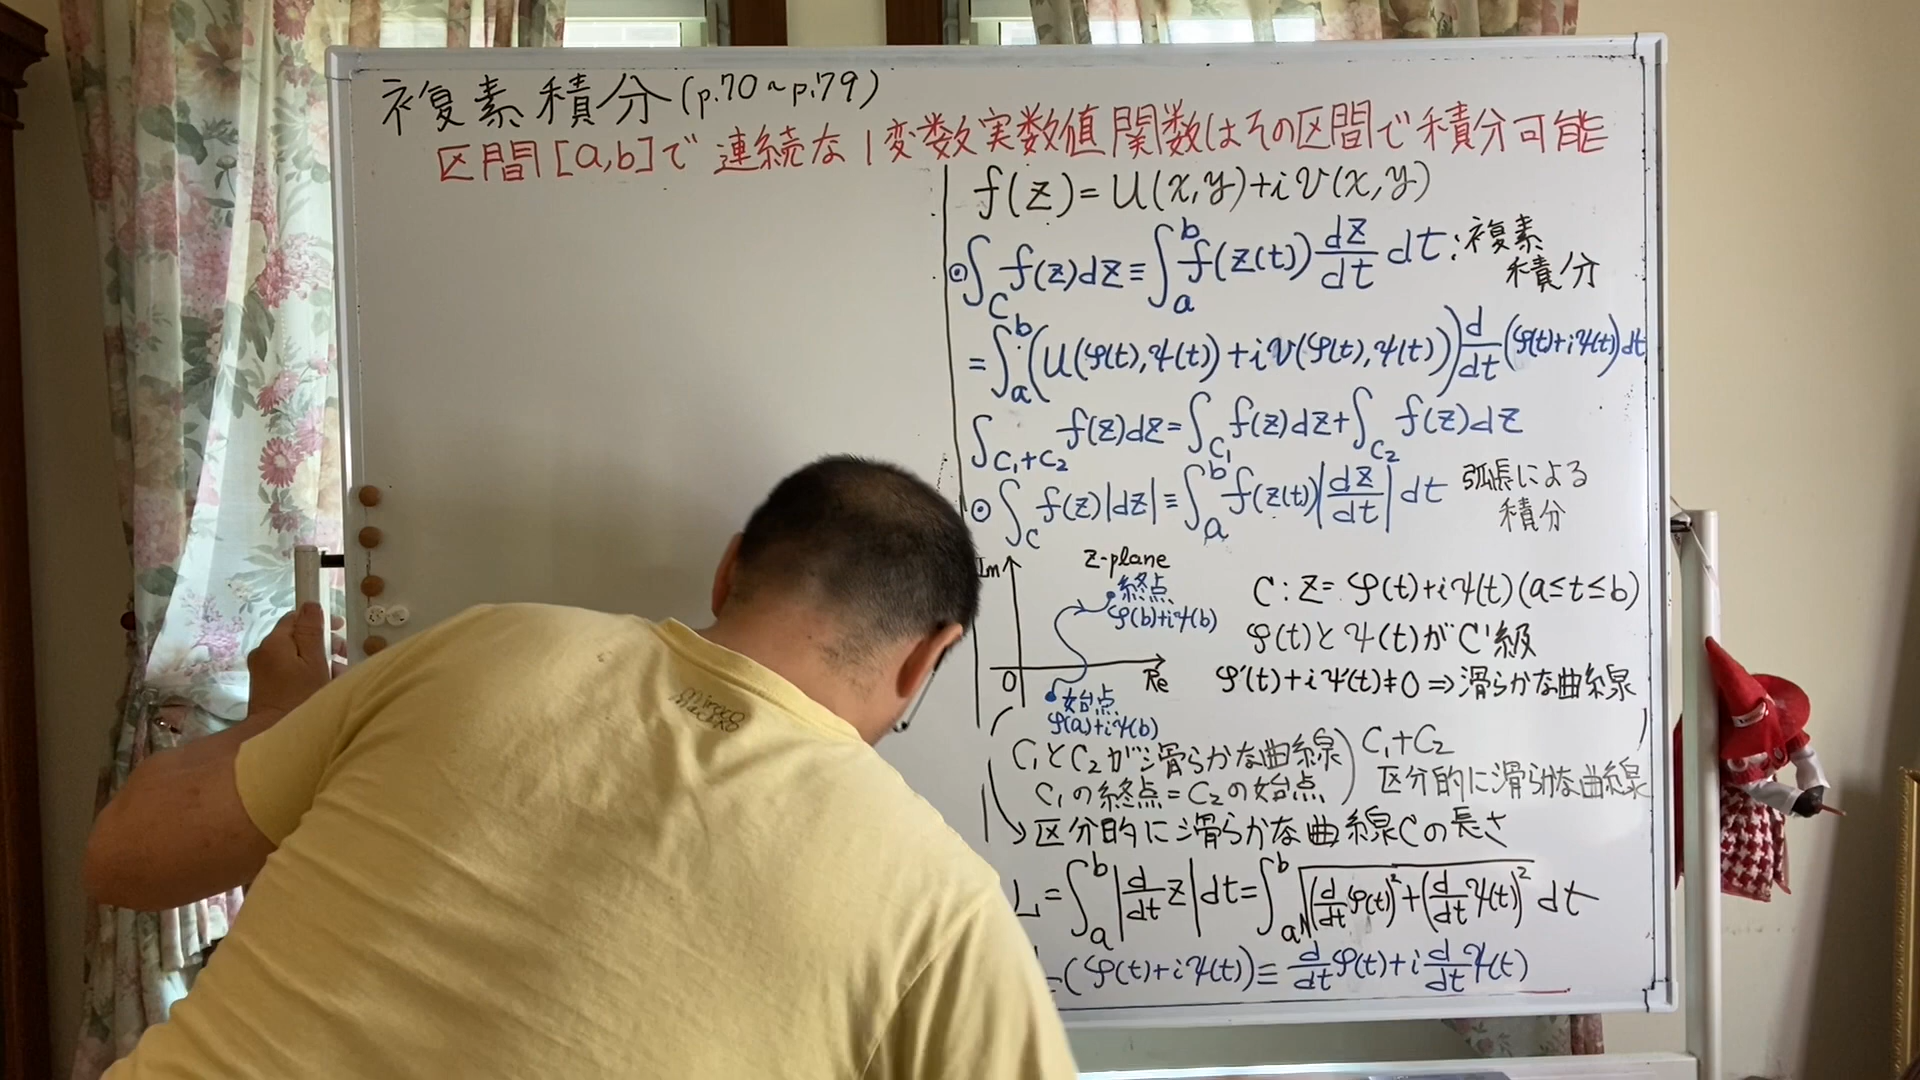 複素積分(p.70~p.79)
区間[a,b]で連続な1変数実数値関数はその区間で積分可能
f(z)=u(x,y)+iv(x,y)
⊙∫_C f(z)dz≡∫_a^b f(z(t)) dz/dt dt:複素積分
=∫_a^b(u(φ(t),ψ(t))+iv(φ(t),ψ(t))) d/dt (φ(t)+iψ(t))dt
∫_{C₁+C₂} f(z)dz=∫_{C₁} f(z)dz+∫_{C₂} f(z)dz
⊙∫_C f(z)|dz|≡∫_a^b f(z(t))|dz/dt|dt 弧長による積分
Im
z-plane
終点
φ(b)+iψ(b)
0
Re
始点
φ(a)+iψ(b)
C:z=φ(t)+iψ(t)(a≤t≤b)
φ(t)とψ(t)がC¹級
φ'(t)+iψ'(t)≠0⇒滑らかな曲線
(C₁とC₂が滑らかな曲線
C₁の終点=C₂の始点)
C₁+C₂
区分的に滑らかな曲線
→区分的に滑らかな曲線Cの長さ
L=∫_a^b|d/dt z|dt=∫_a^b√((d/dt φ(t))²+(d/dt ψ(t))²) dt
(φ(t)+iψ(t))≡d/dt φ(t)+i d/dt ψ(t)